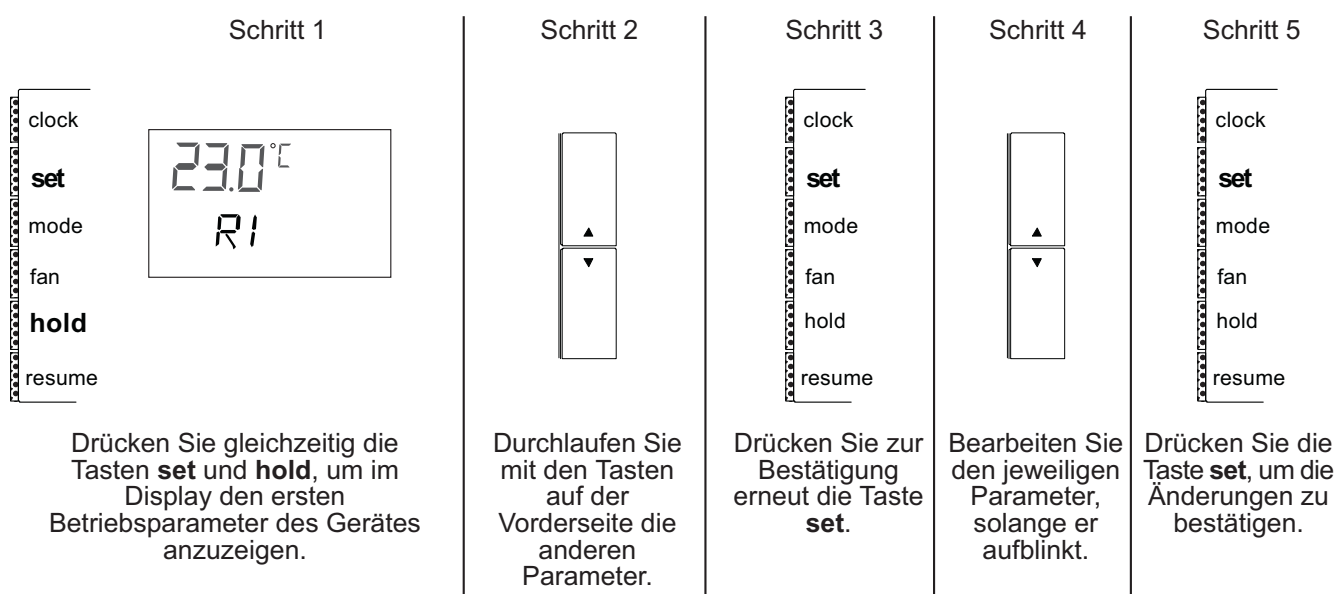 Schritt 1
clock
set
mode
fan
hold
resume
23.0°C
R1
Drücken Sie gleichzeitig die
Tasten set und hold, um im
Display den ersten
Betriebsparameter des Gerätes
anzuzeigen.
Schritt 2
Durchlaufen Sie
mit den Tasten
auf der
Vorderseite die
anderen
Parameter.
Schritt 3
clock
set
mode
fan
hold
resume
Drücken Sie zur
Bestätigung
erneut die Taste
set.
Schritt 4
Bearbeiten Sie
den jeweiligen
Parameter,
solange er
aufblinkt.
Schritt 5
clock
set
mode
fan
hold
resume
Drücken Sie die
Taste set, um die
Änderungen zu
bestätigen.